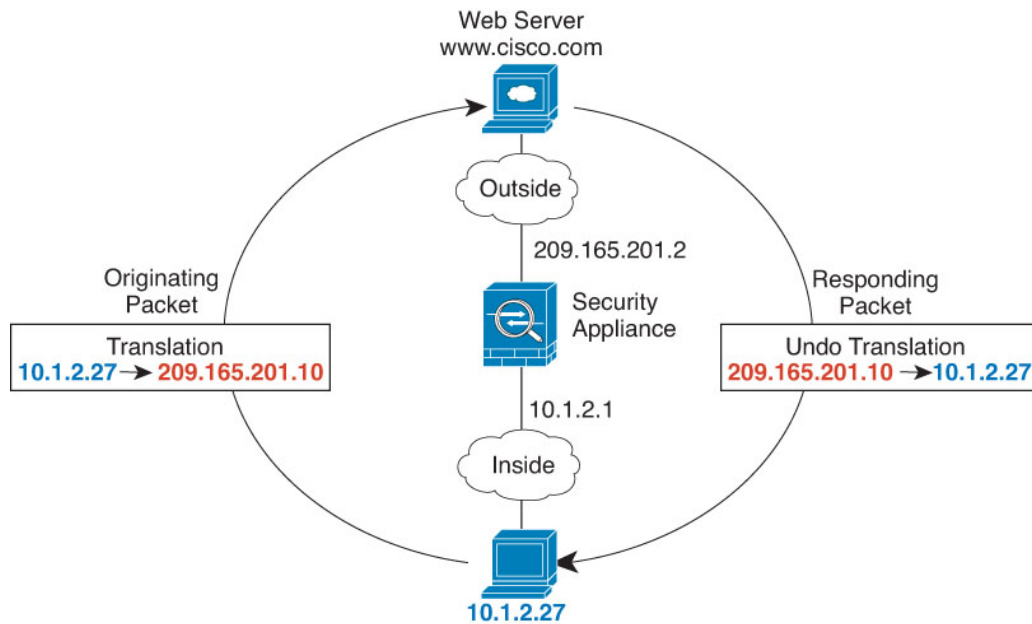 Web Server
www.cisco.com
Outside
209.165.201.2
Originating
Packet
Translation
10.1.2.27 → 209.165.201.10
Security
Appliance
Responding
Packet
Undo Translation
209.165.201.10 → 10.1.2.27
10.1.2.1
Inside
10.1.2.27